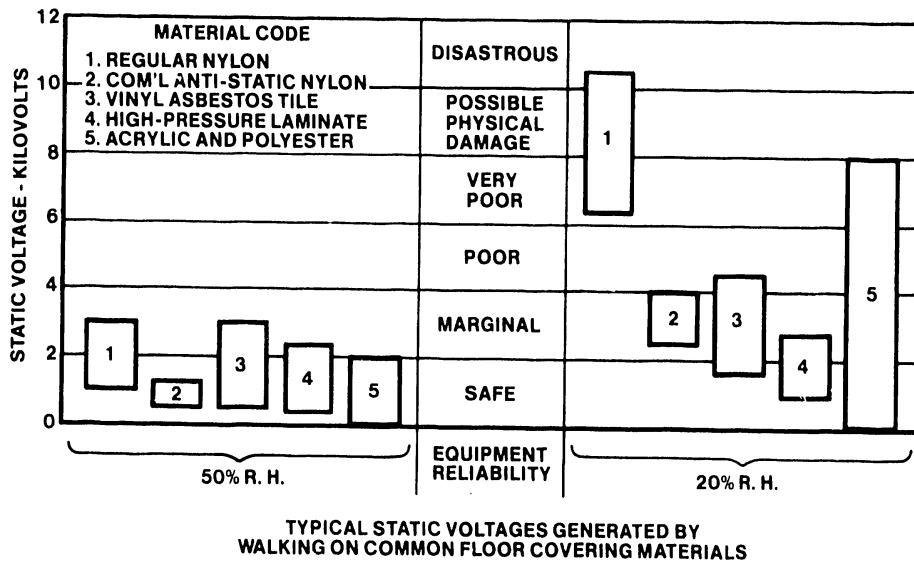 STATIC VOLTAGE - KILOVOLTS
12
10
8
6
4
2
0
MATERIAL CODE
1. REGULAR NYLON
2. COM'L ANTI-STATIC NYLON
3. VINYL ASBESTOS TILE
4. HIGH-PRESSURE LAMINATE
5. ACRYLIC AND POLYESTER
1
2
3
4
5
DISASTROUS
POSSIBLE
PHYSICAL
DAMAGE
VERY
POOR
POOR
MARGINAL
SAFE
EQUIPMENT
RELIABILITY
1
2
3
4
5
50% R. H.
20% R. H.
TYPICAL STATIC VOLTAGES GENERATED BY
WALKING ON COMMON FLOOR COVERING MATERIALS